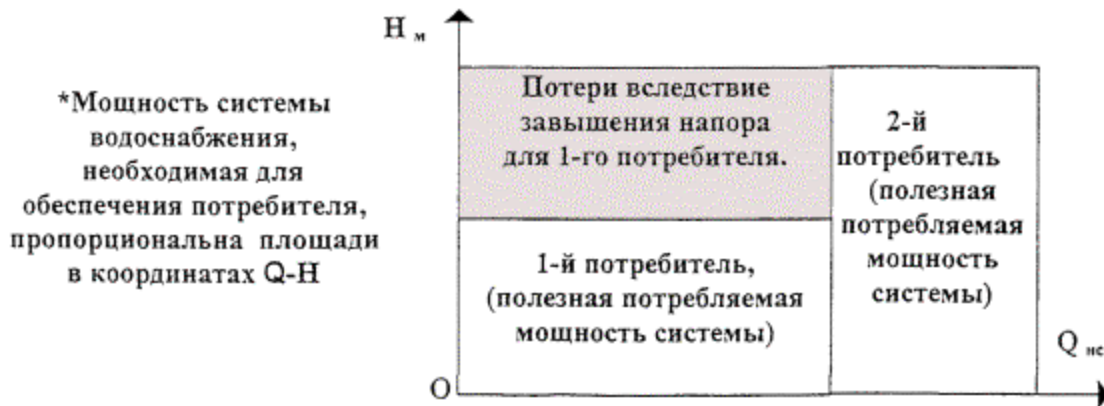 H м
*Мощность системы
водоснабжения,
необходимая для
обеспечения потребителя,
пропорциональна площади
в координатах Q-H
Потери вследствие
завышения напора
для 1-го потребителя.
2-й
потребитель
(полезная
потребляемая
мощность
системы)
1-й потребитель,
(полезная потребляемая
мощность системы)
Q нс
O